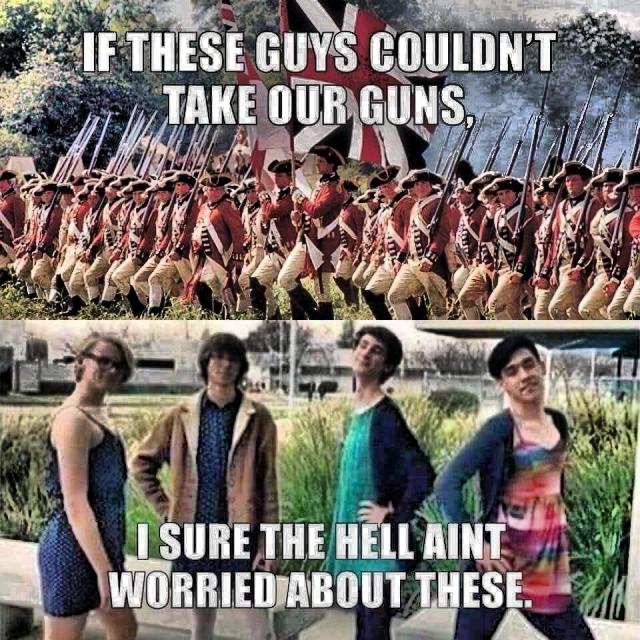 IF THESE GUYS COULDN'T
TAKE OUR GUNS,
I SURE THE HELL AINT
WORRIED ABOUT THESE.